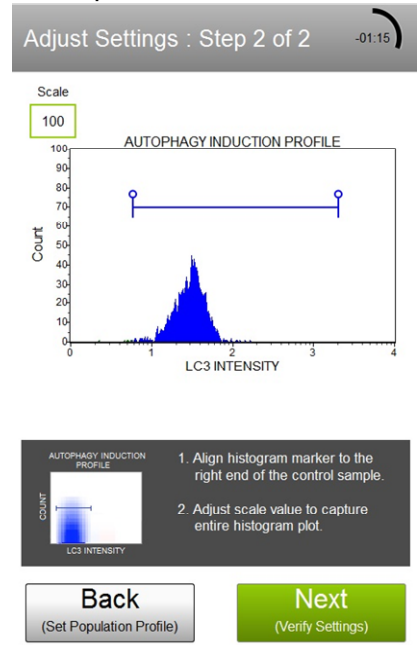 Adjust Settings : Step 2 of 2
-01:15
Scale
100
AUTOPHAGY INDUCTION PROFILE
100
90
80
70
60
50
40
30
20
10
0
Count
0 1 2 3 4
LC3 INTENSITY
AUTOPHAGY INDUCTION
PROFILE
COUNT
LC3 INTENSITY
1. Align histogram marker to the
right end of the control sample.
2. Adjust scale value to capture
entire histogram plot.
Back
(Set Population Profile)
Next
(Verify Settings)